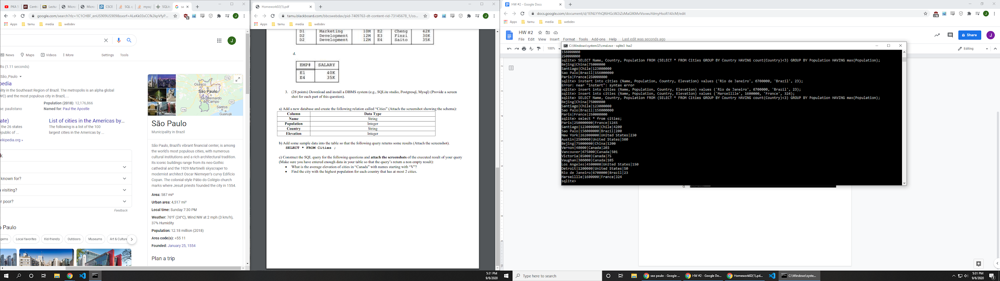 PKA 5
Centra
Lectur
Micro
Micro
CSCE
SQL q
mysql
SQLit
sa
google.com/search?rlz=1C1CHBF_enUS909US909&sxsrf=ALeKk03sCCfk2kpVfyP...
Apps
tamu
media
webdev
News
Maps
Videos
More
Settings
Tools
lts (1.11 seconds)
São_Paulo
pedia
lity in the Southeast Region of Brazil. The metropolis is an alpha global
WC) and the most populous city in Brazil, ...
Population (2018): 12,176,866
se: paulistano
Named for: Paul the Apostle
ate)
List of cities in the Americas by...
the 26 states
The following is a list of the 100
epublic of ...
largest cities in the Americas by ...
wikipedia.org »
k
known for?
n visiting?
or poor?
Feedback
o Paulo
gems
Local favorites
Kid-friendly
Outdoors
Museums
Art & Culture
Osasco
São Paulo
São Bernardo
do Campo
Santos
Guarujá
116
101
116
São Paulo
Municipality in Brazil
São Paulo, Brazil's vibrant financial center, is among
the world's most populous cities, with numerous
cultural institutions and a rich architectural tradition.
Its iconic buildings range from its neo-Gothic
cathedral and the 1929 Martinelli skyscraper to
modernist architect Oscar Niemeyer's curvy Edifício
Copan. The colonial-style Pátio do Colégio church
marks where Jesuit priests founded the city in 1554.
Area: 587 mi²
Urban area: 4,517 mi²
Local time: Sunday 7:30 PM
Weather: 76°F (24°C), Wind NW at 2 mph (3 km/h),
37% Humidity
Population: 12.18 million (2018)
Area code(s): +55 11
Founded: January 25, 1554
Plan a trip
Homework02(1).pdf
tamu.blackboard.com/bbcswebdav/pid-7409763-dt-content-rid-73145678_1/co...
Apps
tamu
media
webdev
D1 Marketing 10M E2 Cheng 42K
D2 Development 12M E3 Finzi 30K
D2 Development 12M E4 Saito 35K
d.
EMP# SALARY
E1 40K
E4 35K
3. (28 points) Download and install a DBMS system (e.g., SQLite studio, Postgresql, Mysql) (Provide a screen
shot for each part of this question).
a) Add a new database and create the following relation called “Cities” (Attach the screenshot showing the schema):
Column Data Type
Name String
Population Integer
Country String
Elevation Integer
b) Add some sample data into the table so that the following query returns some results (Attach the screenshot).
SELECT * FROM Cities ;
c) Construct the SQL query for the following questions and attach the screenshots of the executed result of your query
(Make sure you have entered enough data in your table so that the query’s return a non empty result):
• What is the average elevation of cities in “Canada” with names starting with “V”?
• Find the city with the highest population for each country that has at most 2 cities.
5:31 PM
9/6/2020
HW #2 - Google Docs
docs.google.com/document/d/1ENLYYhQf6HGcW2iZsMaGlKMvlVsvwuYdmyHsoR14JcM/edit
Apps
tamu
media
webdev
HW #2
File Edit View Insert Format Tools Add-ons Help Last edit was seconds ago
Share
J
100%
Editing
C:\Windows\system32\cmd.exe - sqlite3 hw2
156000000
250000000
sqlite> SELECT Name, Country, Population FROM (SELECT * FROM Cities GROUP BY Country HAVING count(Country)<3) GROUP BY Population HAVING max(Population);
Bejing|China|75000000
Santiago|Chile|123000000
Sao Palo|Brazil|156000000
Paris|France|250000000
sqlite> instert into cities (Name, Population, Country, Elevation) values ('Rio de Janeiro', 6700000, 'Brazil', 23);
Error: near "instert": syntax error
sqlite> insert into cities (Name, Population, Country, Elevation) values ('Rio de Janeiro', 6700000, 'Brazil', 23);
sqlite> insert into cities (Name, Population, Country, Elevation) values ('Marseillle', 1600000, 'France', 324);
sqlite> SELECT Name, Country, Population FROM (SELECT * FROM Cities GROUP BY Country HAVING count(Country)<3) GROUP BY Population HAVING max(Population);
Bejing|China|75000000
Santiago|Chile|123000000
Sao Palo|Brazil|156000000
Paris|France|250000000
sqlite> select * from cities;
Paris|250000000|France|1245
Santiago|123000000|Chile|4200
Sao Palo|156000000|Brazil|200
New York|262000000|United States|230
Austin|2500000|United States|560
Bejing|75000000|China|1200
Vernon|40000|Canada|203
Vancouver|675000|Canada|501
Victoria|85000|Canada|75
Vaughan|306000|Canada|105
Los Angeles|4500000|United States|150
Detroit|1200000|United States|50
Rio de Janeiro|6700000|Brazil|23
Marseillle|1600000|France|324
sqlite>
Type here to search
sao paulo - Google ...
HW #2 - Google Do...
Homework02(1).pd...
C:\Windows\syste...
5:31 PM
9/6/2020